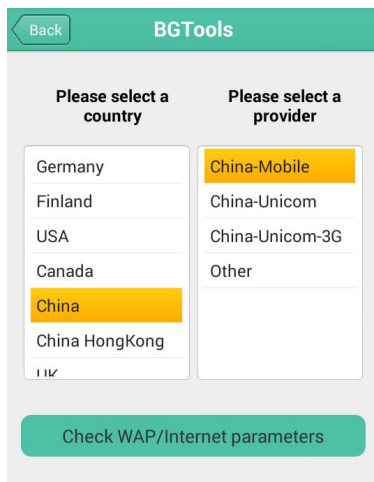 Back
BGTools
Please select a
country
Please select a
provider
Germany
Finland
USA
Canada
China
China HongKong
UK
China-Mobile
China-Unicom
China-Unicom-3G
Other
Check WAP/Internet parameters